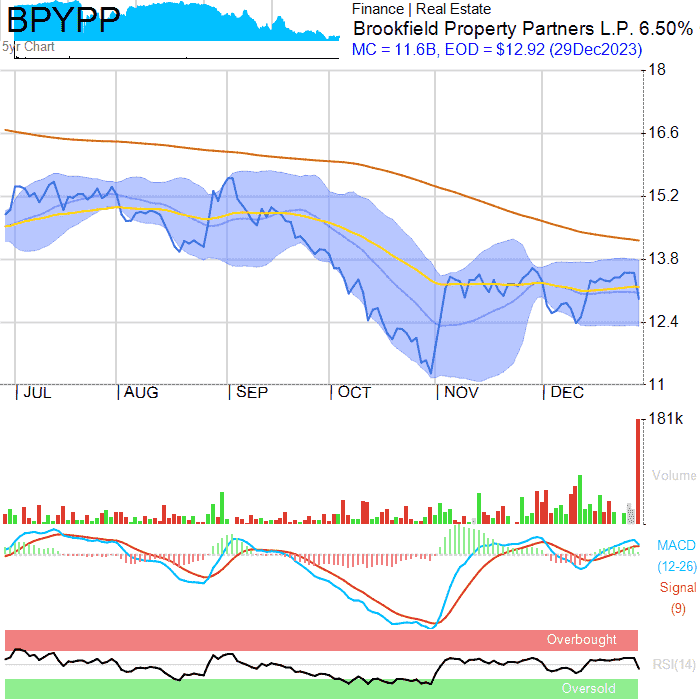 BPYPP
5yr Chart
Finance | Real Estate
Brookfield Property Partners L.P. 6.50%
MC = 11.6B, EOD = $12.92 (29Dec2023)
18
16.6
15.2
13.8
12.4
11
JUL
AUG
SEP
OCT
NOV
DEC
181k
Volume
MACD
(12-26)
Signal
(9)
Overbought
RSI(14)
Oversold